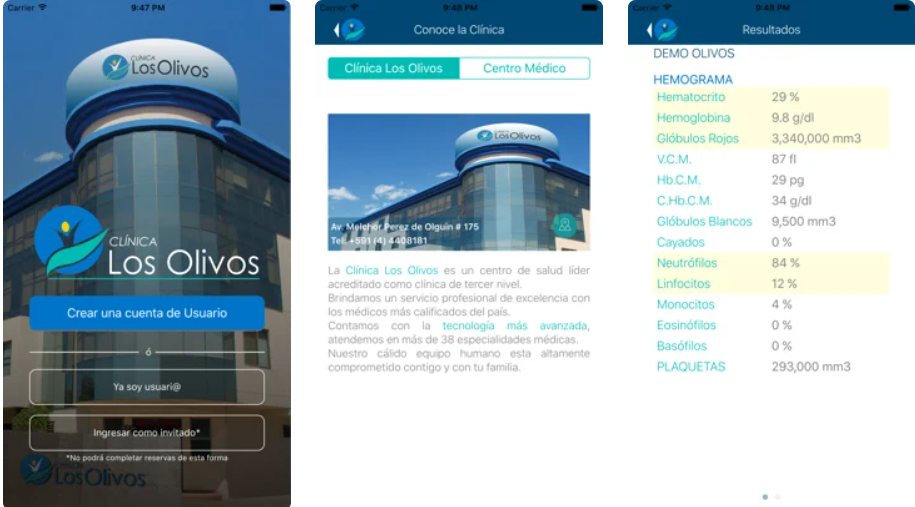 Carrier 9:47 PM
CLÍNICA
LosOlivos
CLÍNICA
Los Olivos
Crear una cuenta de Usuario
ó
Ya soy usuari@
Ingresar como invitado*
*No podrá completar reservas de esta forma
LosOlivos
Carrier 9:48 PM
Conoce la Clínica
Clínica Los Olivos Centro Médico
LosOlivos
Av. Melchor Perez de Olguin # 175
Tel: +591 (4) 4408181
La Clínica Los Olivos es un centro de salud líder
acreditado como clínica de tercer nivel.
Brindamos un servicio profesional de excelencia con
los médicos más calificados del país.
Contamos con la tecnología más avanzada,
atendemos en más de 38 especialidades médicas.
Nuestro cálido equipo humano esta altamente
comprometido contigo y con tu familia.
Carrier 9:48 PM
Resultados
DEMO OLIVOS
HEMOGRAMA
Hematocrito 29 %
Hemoglobina 9.8 g/dl
Glóbulos Rojos 3,340,000 mm3
V.C.M. 87 fl
Hb.C.M. 29 pg
C.Hb.C.M. 34 g/dl
Glóbulos Blancos 9,500 mm3
Cayados 0 %
Neutrófilos 84 %
Linfocitos 12 %
Monocitos 4 %
Eosinófilos 0 %
Basófilos 0 %
PLAQUETAS 293,000 mm3